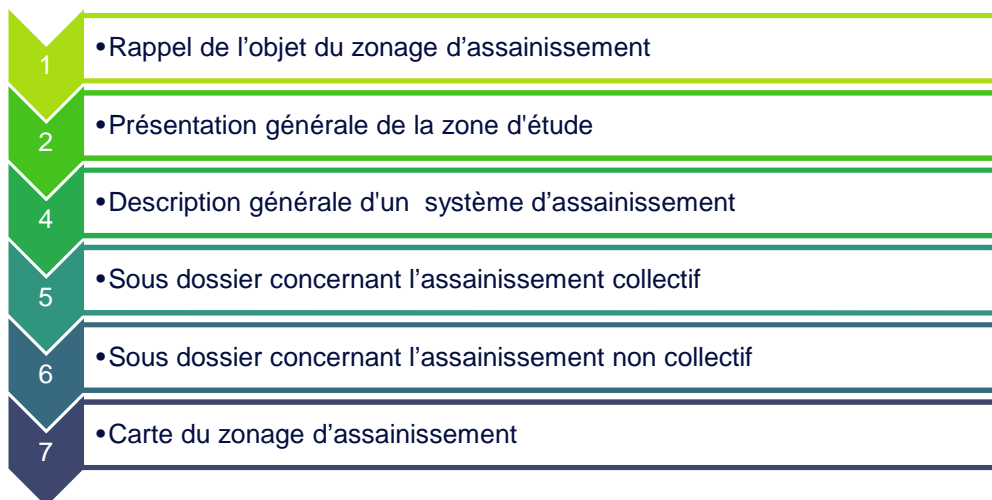 1 •Rappel de l’objet du zonage d’assainissement
2 •Présentation générale de la zone d'étude
4 •Description générale d'un système d’assainissement
5 •Sous dossier concernant l’assainissement collectif
6 •Sous dossier concernant l’assainissement non collectif
7 •Carte du zonage d’assainissement